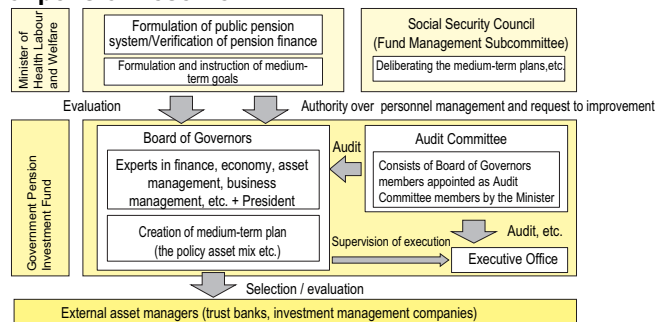 Minister of
Health Labour
and Welfare
Formulation of public pension
system/Verification of pension finance
Formulation and instruction of medium-
term goals
Social Security Council
(Fund Management Subcommittee)
Deliberating the medium-term plans,etc.
Evaluation
Authority over personnel management and request to improvement
Government Pension
Investment Fund
Board of Governors
Experts in finance, economy, asset
management, business
management, etc. + President
Creation of medium-term plan
(the policy asset mix etc.)
Audit
Audit Committee
Consists of Board of Governors
members appointed as Audit
Committee members by the Minister
Audit, etc.
Supervision of execution
Executive Office
Selection / evaluation
External asset managers (trust banks, investment management companies)